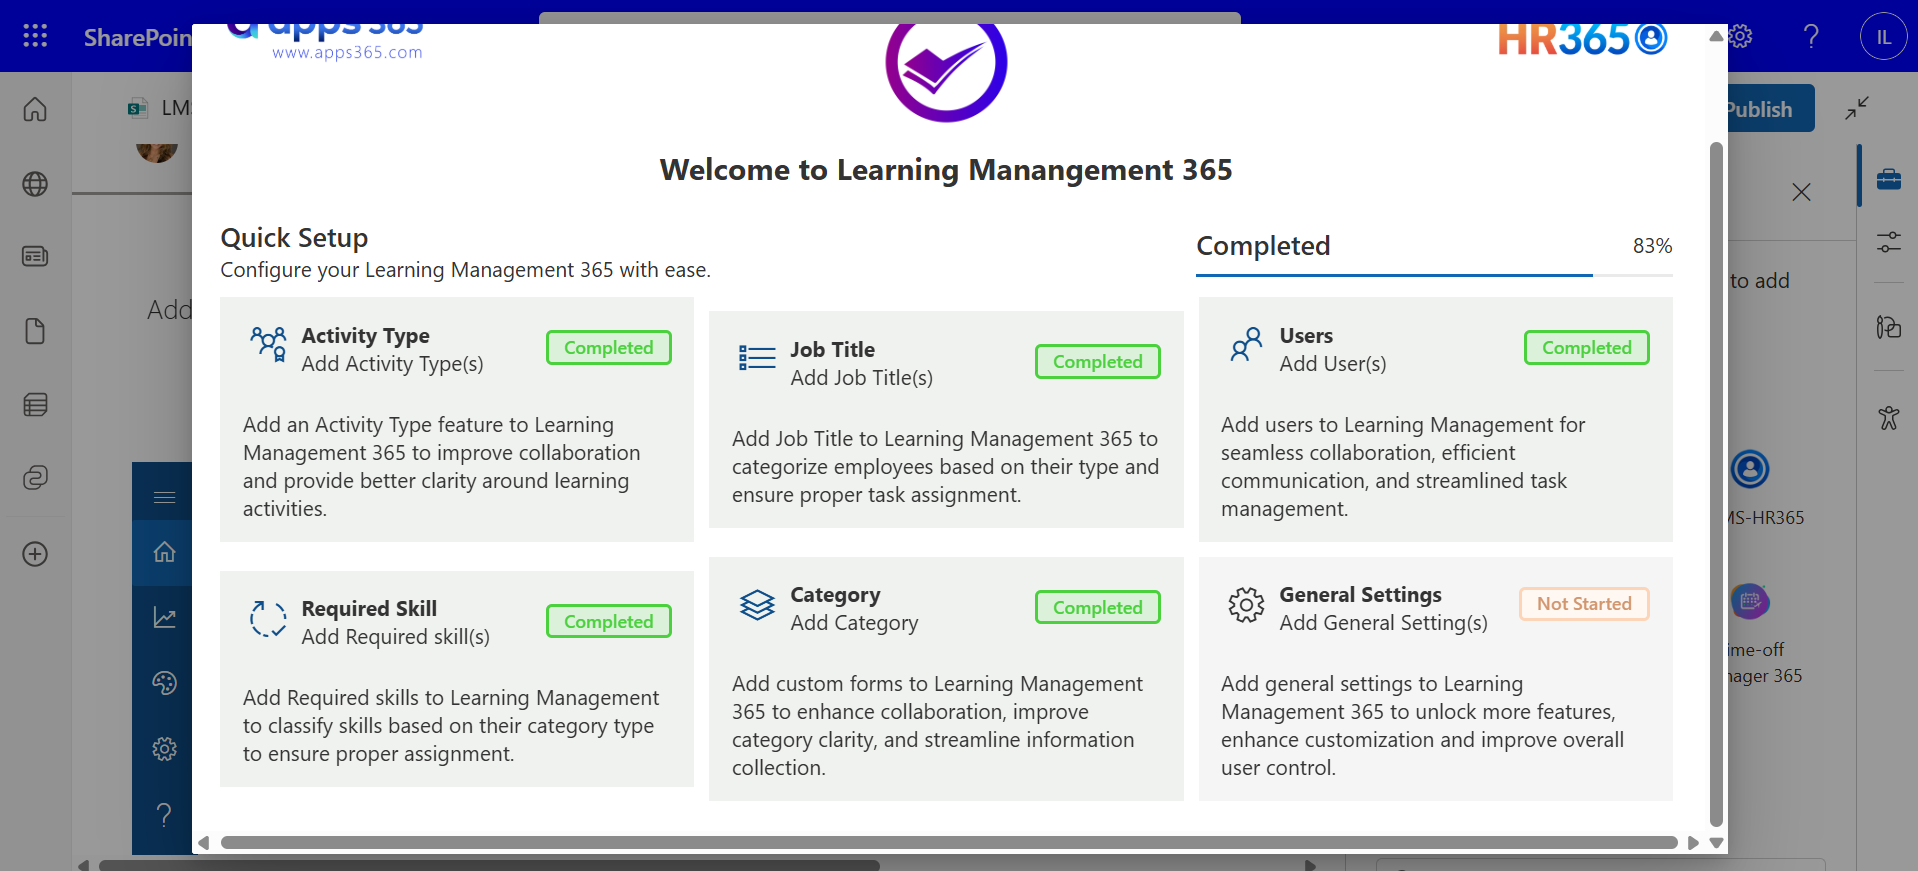 SharePoin
apps 365
www.apps365.com
HR365
IL
LM
Publish
Welcome to Learning Manangement 365
Quick Setup
Configure your Learning Management 365 with ease.
Completed
83%
to add
Add
Activity Type
Add Activity Type(s)
Completed
Add an Activity Type feature to Learning
Management 365 to improve collaboration
and provide better clarity around learning
activities.
Job Title
Add Job Title(s)
Completed
Add Job Title to Learning Management 365 to
categorize employees based on their type and
ensure proper task assignment.
Users
Add User(s)
Completed
Add users to Learning Management for
seamless collaboration, efficient
communication, and streamlined task
management.
MS-HR365
Required Skill
Add Required skill(s)
Completed
Add Required skills to Learning Management
to classify skills based on their category type
to ensure proper assignment.
Category
Add Category
Completed
Add custom forms to Learning Management
365 to enhance collaboration, improve
category clarity, and streamline information
collection.
General Settings
Add General Setting(s)
Not Started
Add general settings to Learning
Management 365 to unlock more features,
enhance customization and improve overall
user control.
ime-off
nager 365